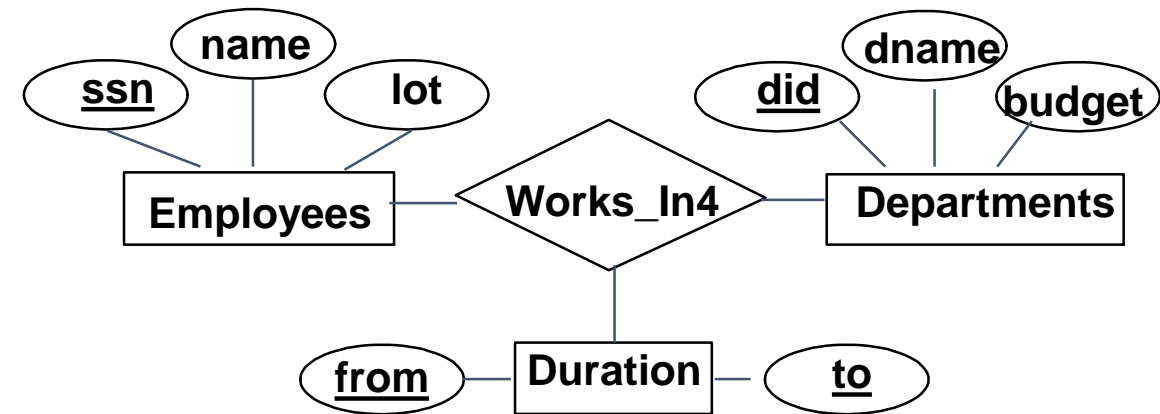 name
ssn
lot
Employees
Works_In4
dname
did
budget
Departments
from
Duration
to